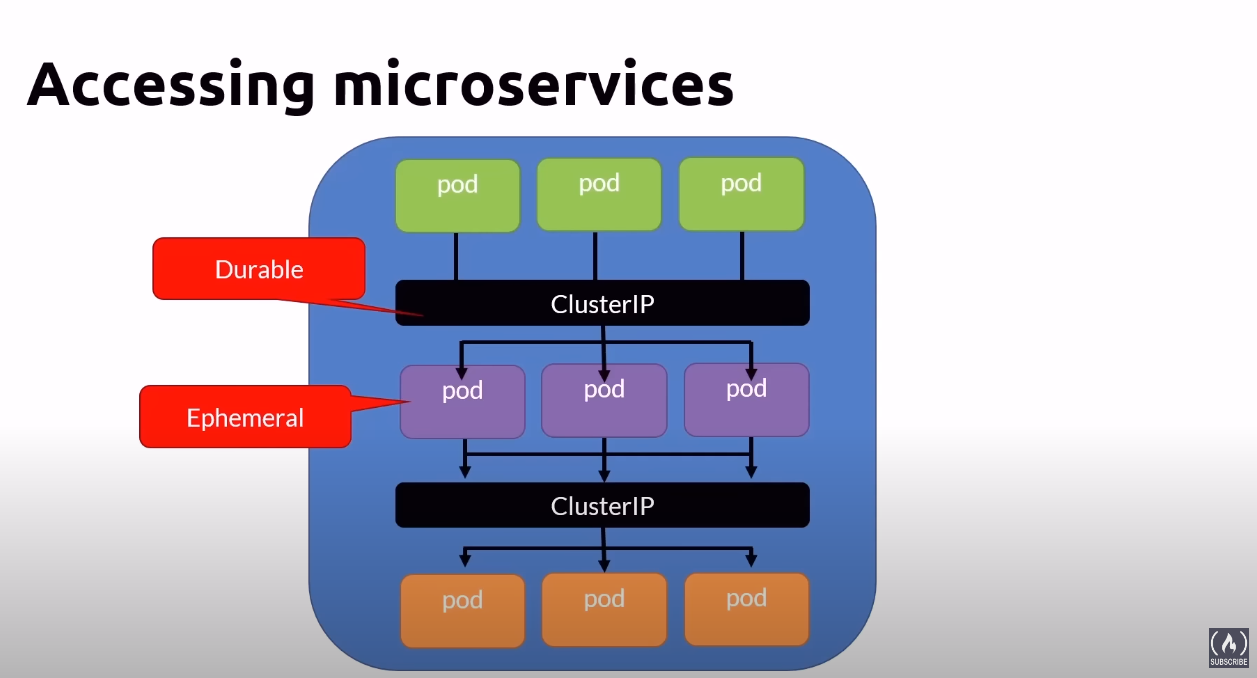 Accessing microservices
pod
pod
pod
Durable
ClusterIP
pod
pod
pod
Ephemeral
ClusterIP
pod
pod
pod
SUBSCRIBE